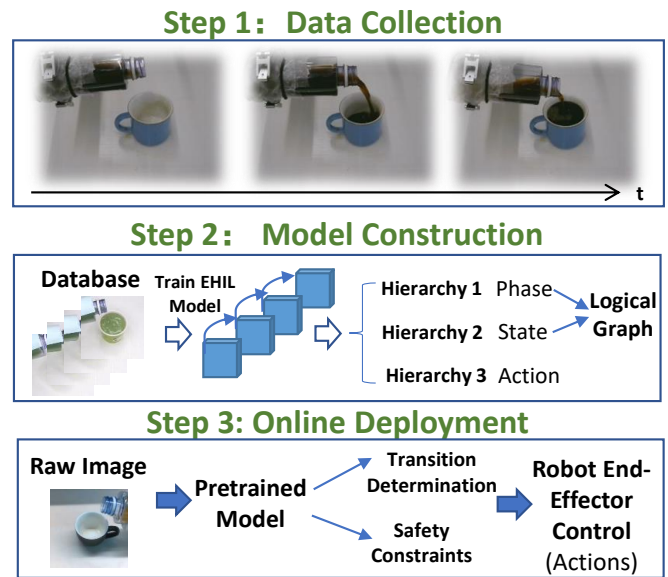 Step 1： Data Collection
t
Step 2： Model Construction
Database
Train EHIL
Model
Hierarchy 1 Phase
Hierarchy 2 State
Hierarchy 3 Action
Logical
Graph
Step 3: Online Deployment
Raw Image
Pretrained
Model
Transition
Determination
Safety
Constraints
Robot End-
Effector
Control
(Actions)